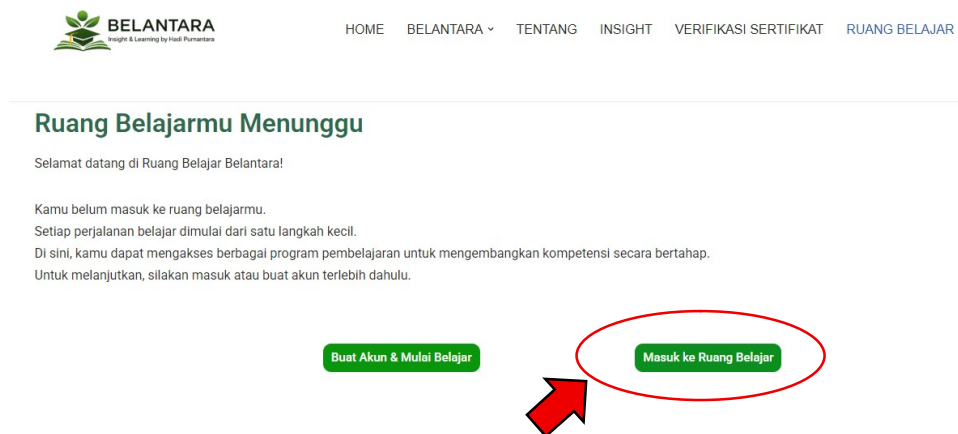 BELANTARA
Insight & Learning by Hadi Purnantara
HOME BELANTARA TENTANG INSIGHT VERIFIKASI SERTIFIKAT RUANG BELAJAR
Ruang Belajarmu Menunggu
Selamat datang di Ruang Belajar Belantara!
Kamu belum masuk ke ruang belajarmu.
Setiap perjalanan belajar dimulai dari satu langkah kecil.
Di sini, kamu dapat mengakses berbagai program pembelajaran untuk mengembangkan kompetensi secara bertahap.
Untuk melanjutkan, silakan masuk atau buat akun terlebih dahulu.
Buat Akun & Mulai Belajar Masuk ke Ruang Belajar